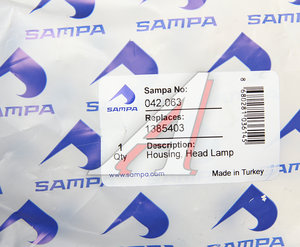 SAMPA
SAMPA
SAMPA
Sampa No:
042.063
Replaces:
1385403
1
Qty
Description:
Housing, Head Lamp
www.sampa.com
Made in Turkey
SAMPA
SAMPA
SAMPA
SAMPA